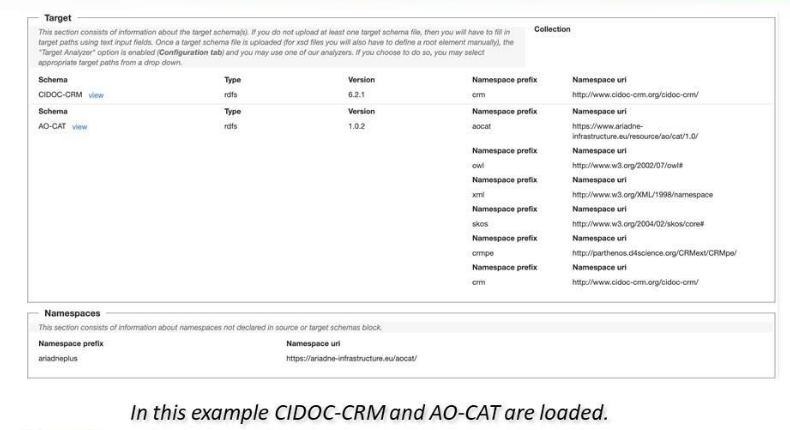 Target
This section consists of information about the target schema(s). If you do not upload at least one target schema file, then you will have to fill in
target paths using text input fields. Once a target schema file is uploaded (for xsd files you will also have to define a root element manually), the
"Target Analyzer" option is enabled (Configuration tab) and you may use one of our analyzers. If you choose to do so, you may select
appropriate target paths from a drop down.
Collection
Schema Type Version Namespace prefix Namespace uri
CIDOC-CRM view rdfs 6.2.1 crm http://www.cidoc-crm.org/cidoc-crm/
Schema Type Version Namespace prefix Namespace uri
AO-CAT view rdfs 1.0.2 aocat https://www.ariadne-
infrastructure.eu/resource/ao/cat/1.0/
Namespace prefix Namespace uri
owl http://www.w3.org/2002/07/owl#
Namespace prefix Namespace uri
xml http://www.w3.org/XML/1998/namespace
Namespace prefix Namespace uri
skos http://www.w3.org/2004/02/skos/core#
Namespace prefix Namespace uri
crmpe http://parthenos.d4science.org/CRMext/CRMpe/
Namespace prefix Namespace uri
crm http://www.cidoc-crm.org/cidoc-crm/
Namespaces
This section consists of information about namespaces not declared in source or target schemas block.
Namespace prefix Namespace uri
ariadneplus https://ariadne-infrastructure.eu/aocat/
In this example CIDOC-CRM and AO-CAT are loaded.